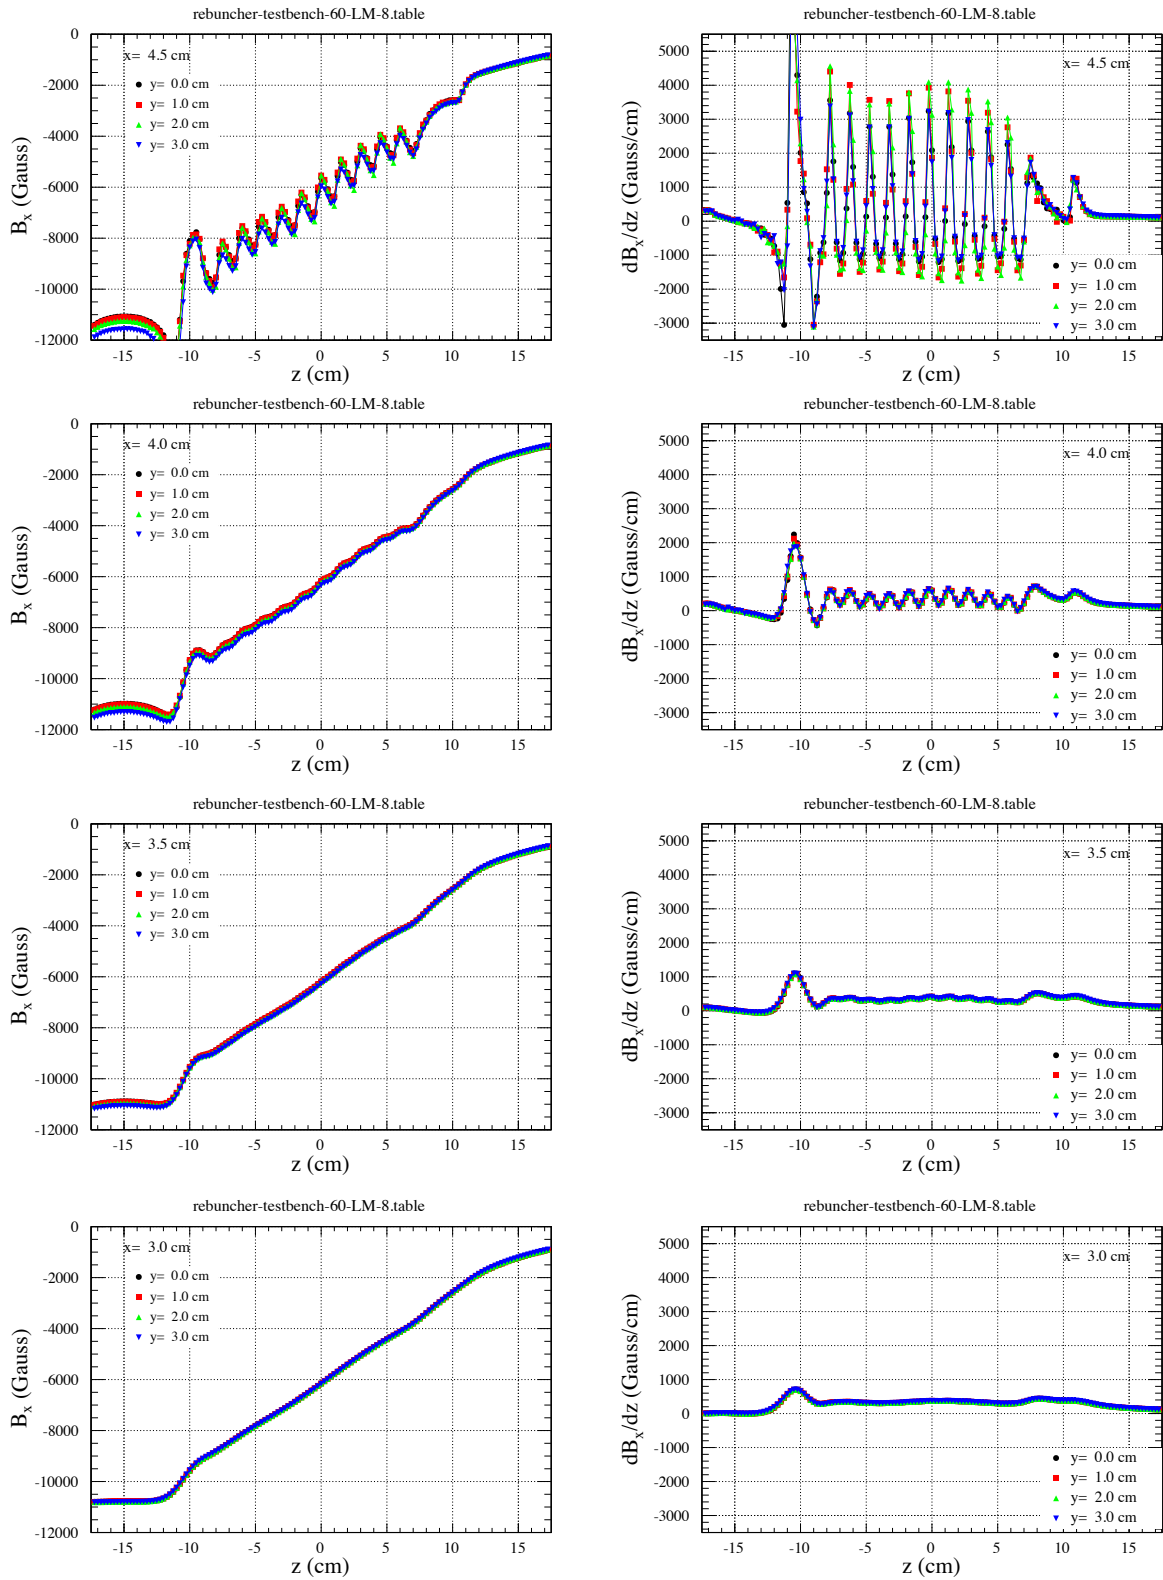 rebuncher-testbench-60-LM-8.table
x= 4.5 cm
y= 0.0 cm
y= 1.0 cm
y= 2.0 cm
y= 3.0 cm
0
-2000
-4000
-6000
-8000
-10000
-12000
-15 -10 -5 0 5 10 15
B_x (Gauss)
z (cm)
rebuncher-testbench-60-LM-8.table
x= 4.5 cm
5000
4000
3000
2000
1000
0
-1000
-2000
-3000
y= 0.0 cm
y= 1.0 cm
y= 2.0 cm
y= 3.0 cm
-15 -10 -5 0 5 10 15
dB_x/dz (Gauss/cm)
z (cm)
rebuncher-testbench-60-LM-8.table
x= 4.0 cm
y= 0.0 cm
y= 1.0 cm
y= 2.0 cm
y= 3.0 cm
0
-2000
-4000
-6000
-8000
-10000
-12000
-15 -10 -5 0 5 10 15
B_x (Gauss)
z (cm)
rebuncher-testbench-60-LM-8.table
x= 4.0 cm
5000
4000
3000
2000
1000
0
-1000
-2000
-3000
y= 0.0 cm
y= 1.0 cm
y= 2.0 cm
y= 3.0 cm
-15 -10 -5 0 5 10 15
dB_x/dz (Gauss/cm)
z (cm)
rebuncher-testbench-60-LM-8.table
x= 3.5 cm
y= 0.0 cm
y= 1.0 cm
y= 2.0 cm
y= 3.0 cm
0
-2000
-4000
-6000
-8000
-10000
-12000
-15 -10 -5 0 5 10 15
B_x (Gauss)
z (cm)
rebuncher-testbench-60-LM-8.table
x= 3.5 cm
5000
4000
3000
2000
1000
0
-1000
-2000
-3000
y= 0.0 cm
y= 1.0 cm
y= 2.0 cm
y= 3.0 cm
-15 -10 -5 0 5 10 15
dB_x/dz (Gauss/cm)
z (cm)
rebuncher-testbench-60-LM-8.table
x= 3.0 cm
y= 0.0 cm
y= 1.0 cm
y= 2.0 cm
y= 3.0 cm
0
-2000
-4000
-6000
-8000
-10000
-12000
-15 -10 -5 0 5 10 15
B_x (Gauss)
z (cm)
rebuncher-testbench-60-LM-8.table
x= 3.0 cm
5000
4000
3000
2000
1000
0
-1000
-2000
-3000
y= 0.0 cm
y= 1.0 cm
y= 2.0 cm
y= 3.0 cm
-15 -10 -5 0 5 10 15
dB_x/dz (Gauss/cm)
z (cm)